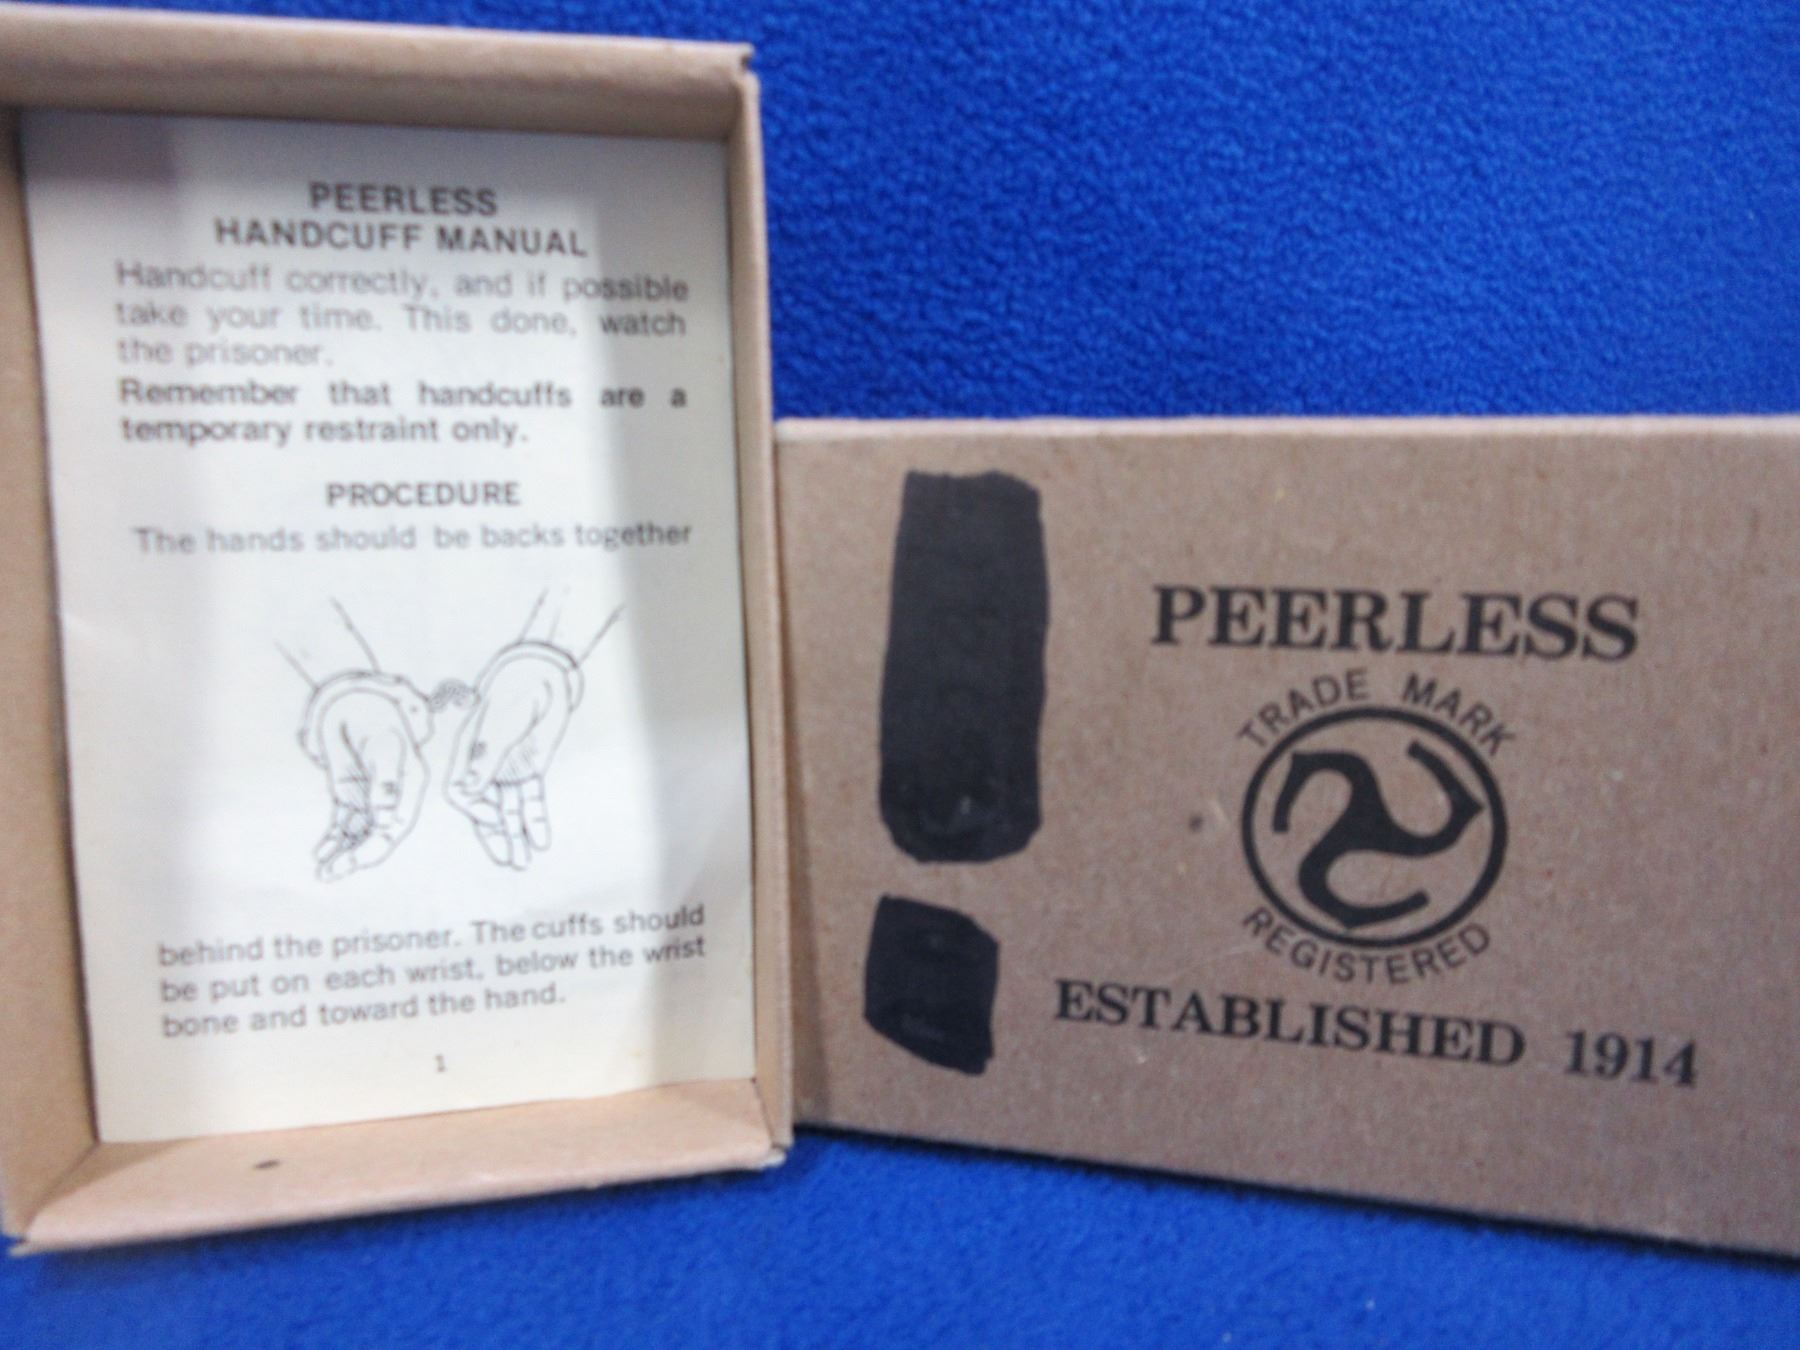 PEERLESS
HANDCUFF MANUAL
Handcuff correctly, and if possible
take your time. This done, watch
the prisoner.
Remember that handcuffs are a
temporary restraint only.
PROCEDURE
The hands should be backs together
behind the prisoner. The cuffs should
be put on each wrist, below the wrist
bone and toward the hand.
1
PEERLESS
TRADE MARK
REGISTERED
ESTABLISHED 1914